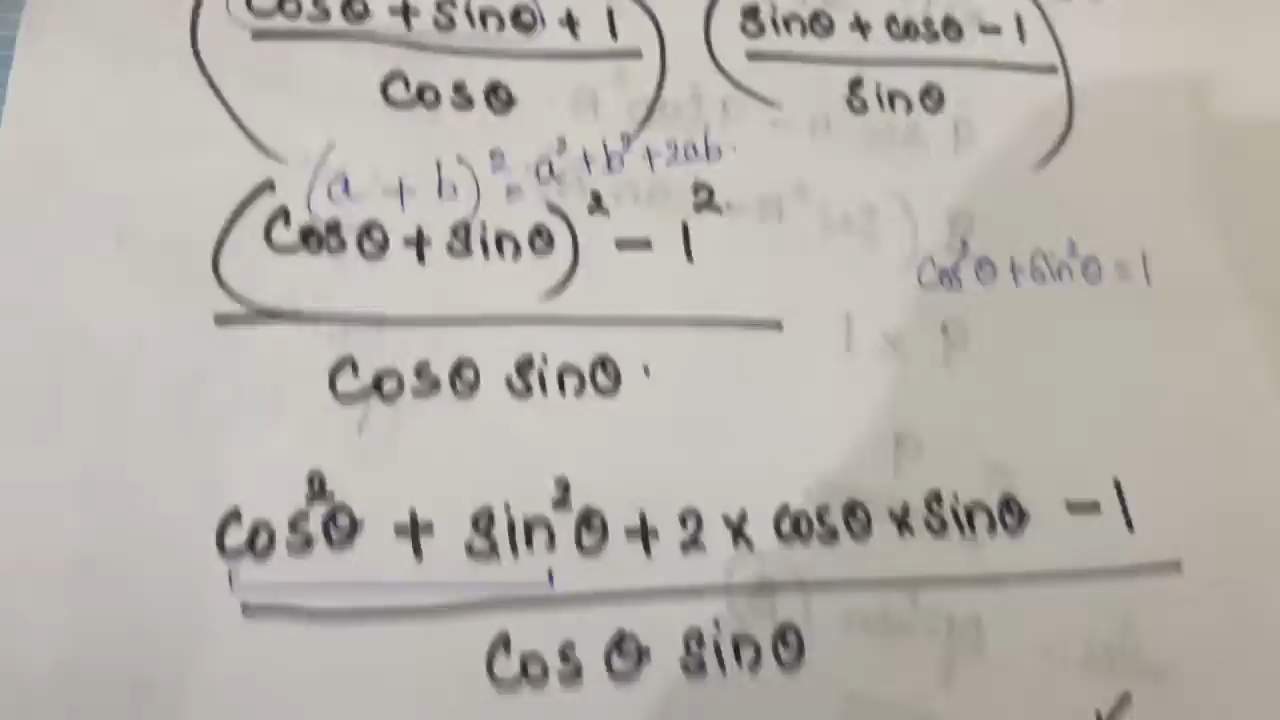 (cosθ + sinθ + 1) (sinθ + cosθ - 1)
cosθ sinθ
(a + b)² = a² + b² + 2ab
(cosθ + sinθ)² - 1²
cos²θ + sin²θ = 1
cosθ sinθ
cos²θ + sin²θ + 2 × cosθ × sinθ - 1
cosθ sinθ